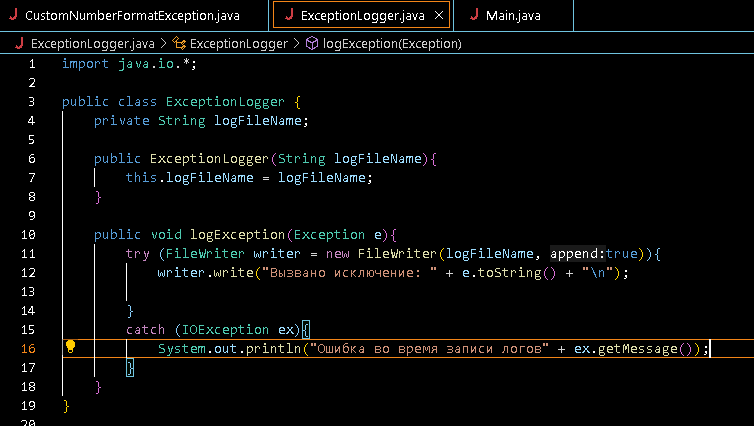 CustomNumberFormatException.java ExceptionLogger.java × Main.java
ExceptionLogger.java > ExceptionLogger > logException(Exception)
1 import java.io.*;
2
3 public class ExceptionLogger {
4 private String logFileName;
5
6 public ExceptionLogger(String logFileName){
7 this.logFileName = logFileName;
8 }
9
10 public void logException(Exception e){
11 try (FileWriter writer = new FileWriter(logFileName, append:true)){
12 writer.write("Вызвано исключение: " + e.toString() + "\n");
13
14 }
15 catch (IOException ex){
16 System.out.println("Ошибка во время записи логов" + ex.getMessage());
17 }
18 }
19 }
20